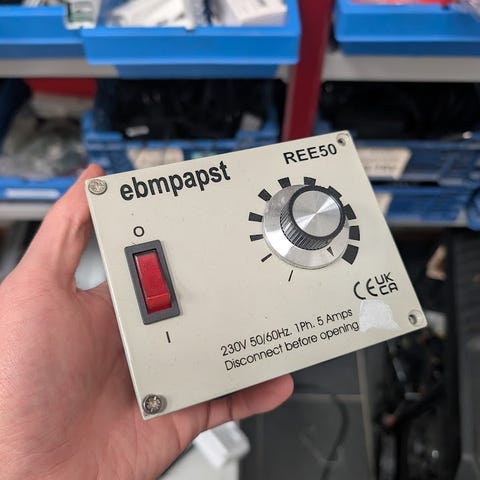 ebmpapst
REE50
O
I
CE UK
CA
230V 50/60Hz. 1Ph. 5 Amps
Disconnect before opening